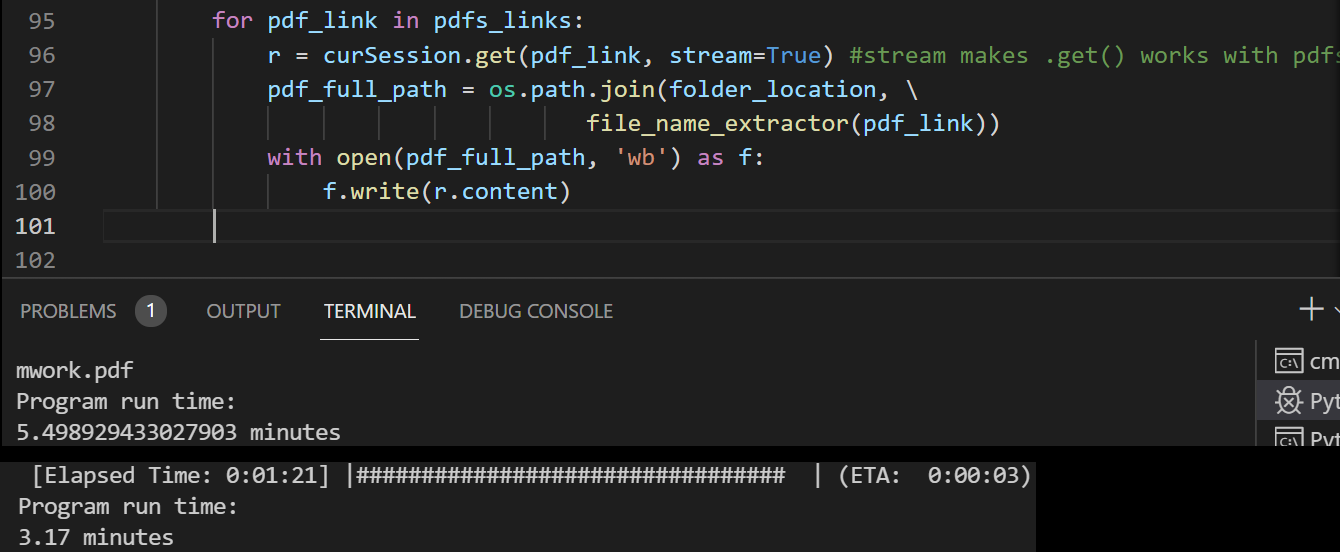 95 for pdf_link in pdfs_links:
96 r = curSession.get(pdf_link, stream=True) #stream makes .get() works with pdfs
97 pdf_full_path = os.path.join(folder_location, \
98 file_name_extractor(pdf_link))
99 with open(pdf_full_path, 'wb') as f:
100 f.write(r.content)
101
102
PROBLEMS 1 OUTPUT TERMINAL DEBUG CONSOLE
mwork.pdf
cm
Program run time:
Pyt
5.498929433027903 minutes
Pyt
[Elapsed Time: 0:01:21] |################################# | (ETA: 0:00:03)
Program run time:
3.17 minutes